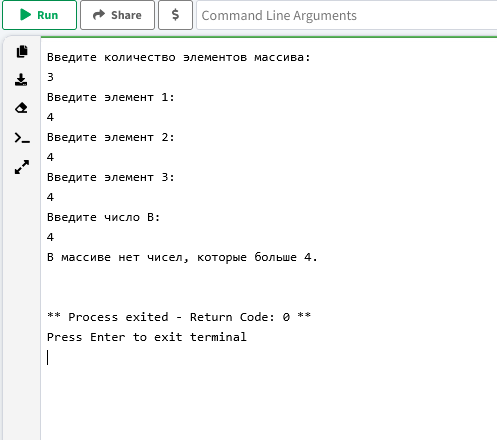 Run Share $ Command Line Arguments
Введите количество элементов массива:
3
Введите элемент 1:
4
Введите элемент 2:
4
Введите элемент 3:
4
Введите число B:
4
В массиве нет чисел, которые больше 4.
** Process exited - Return Code: 0 **
Press Enter to exit terminal